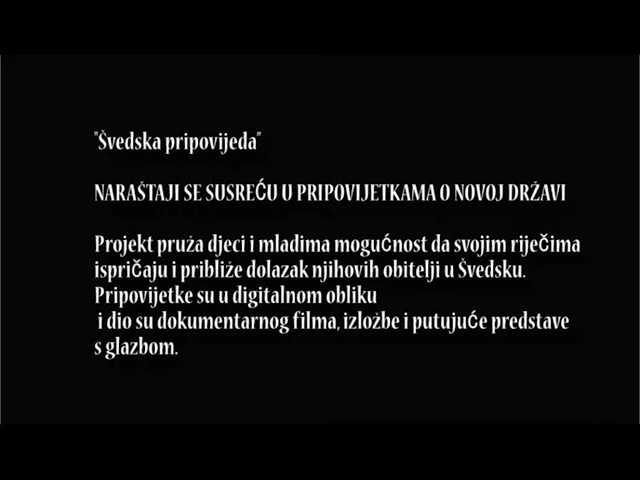 "Švedska pripovijeda"
NARAŠTAJI SE SUSREĆU U PRIPOVIJETKAMA O NOVOJ DRŽAVI
Projekt pruža djeci i mladima mogućnost da svojim riječima
ispričaju i približe dolazak njihovih obitelji u Švedsku.
Pripovijetke su u digitalnom obliku
i dio su dokumentarnog filma, izložbe i putujuće predstave
s glazbom.